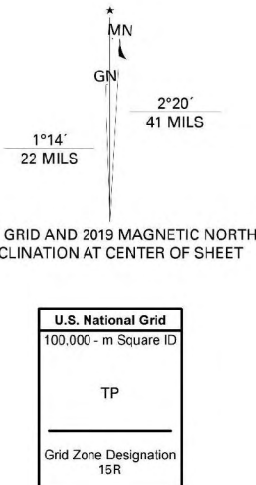 ★
MN
GN
2°20´
41 MILS
1°14´
22 MILS
GRID AND 2019 MAGNETIC NORTH
CLINATION AT CENTER OF SHEET
U.S. National Grid
100,000 - m Square ID
TP
Grid Zone Designation
15R